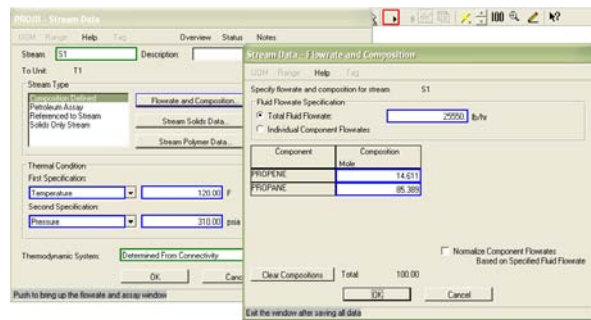 PRO/II - Stream Data
UOM Range Help Tag Overview Status Notes
Stream: S1 Description:
To Unit: T1
Stream Type
Composition Defined
Petroleum Assay
Referenced to Stream
Solids Only Stream
Flowrate and Composition...
Stream Solids Data...
Stream Polymer Data...
Thermal Condition
First Specification:
Temperature 120.00 F
Second Specification:
Pressure 310.00 psia
Thermodynamic System: Determined From Connectivity
OK Canc
Push to bring up the flowrate and assay window
100
Stream Data - Flowrate and Composition
UOM Range Help Tag
Specify flowrate and composition for stream S1
Fluid Flowrate Specification
Total Fluid Flowrate: 25550 lb/hr
Individual Component Flowrates
Component Composition
Mole
PROPENE 14.611
PROPANE 85.389
Normalize Component Flowrates
Based on Specified Fluid Flowrate
Clear Compositions Total 100.00
OK Cancel
Exit the window after saving all data